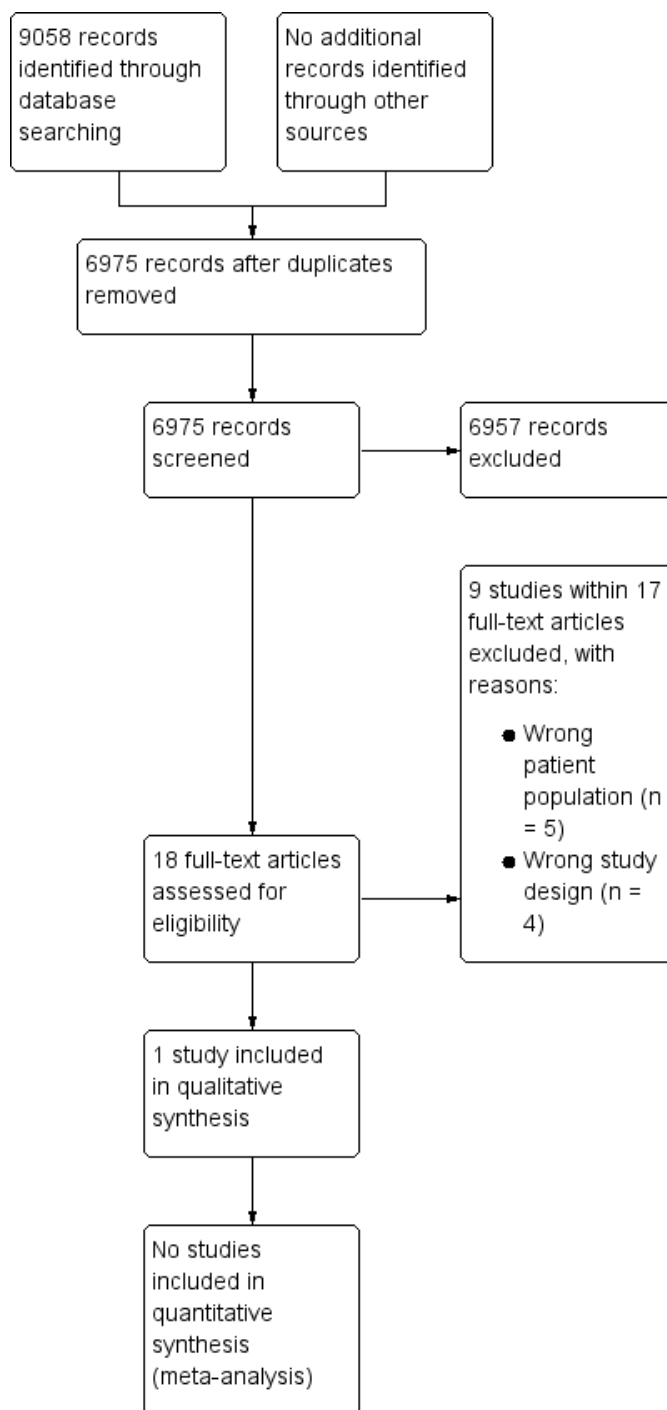 9058 records
identified through
database
searching
No additional
records identified
through other
sources
6975 records after duplicates
removed
6975 records
screened
6957 records
excluded
9 studies within 17
full-text articles
excluded, with
reasons:
● Wrong
patient
population (n
= 5)
● Wrong study
design (n =
4)
18 full-text articles
assessed for
eligibility
1 study included
in qualitative
synthesis
No studies
included in
quantitative
synthesis
(meta-analysis)